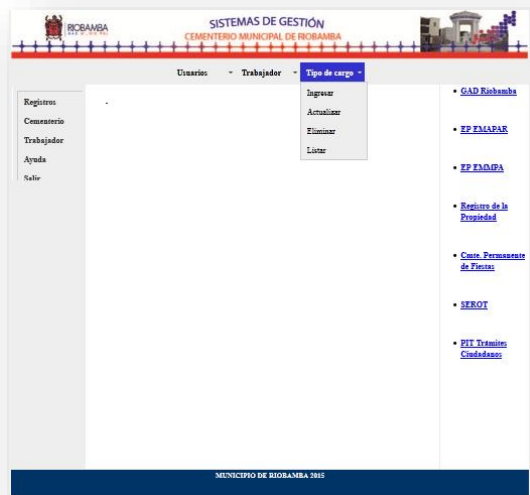 RIOBAMBA
SISTEMAS DE GESTIÓN
CEMENTERIO MUNICIPAL DE RIOBAMBA
Usuarios Trabajador Tipo de cargo
Ingresar
Actualizar
Eliminar
Listar
Registros
Cementerio
Trabajador
Ayuda
Salir
GAD Riobamba
EP EMAPAR
EP EMMPA
Registro de la
Propiedad
Cmte. Permanente
de Fiestas
SEROT
PIT Trámites
Ciudadanos
MUNICIPIO DE RIOBAMBA 2015